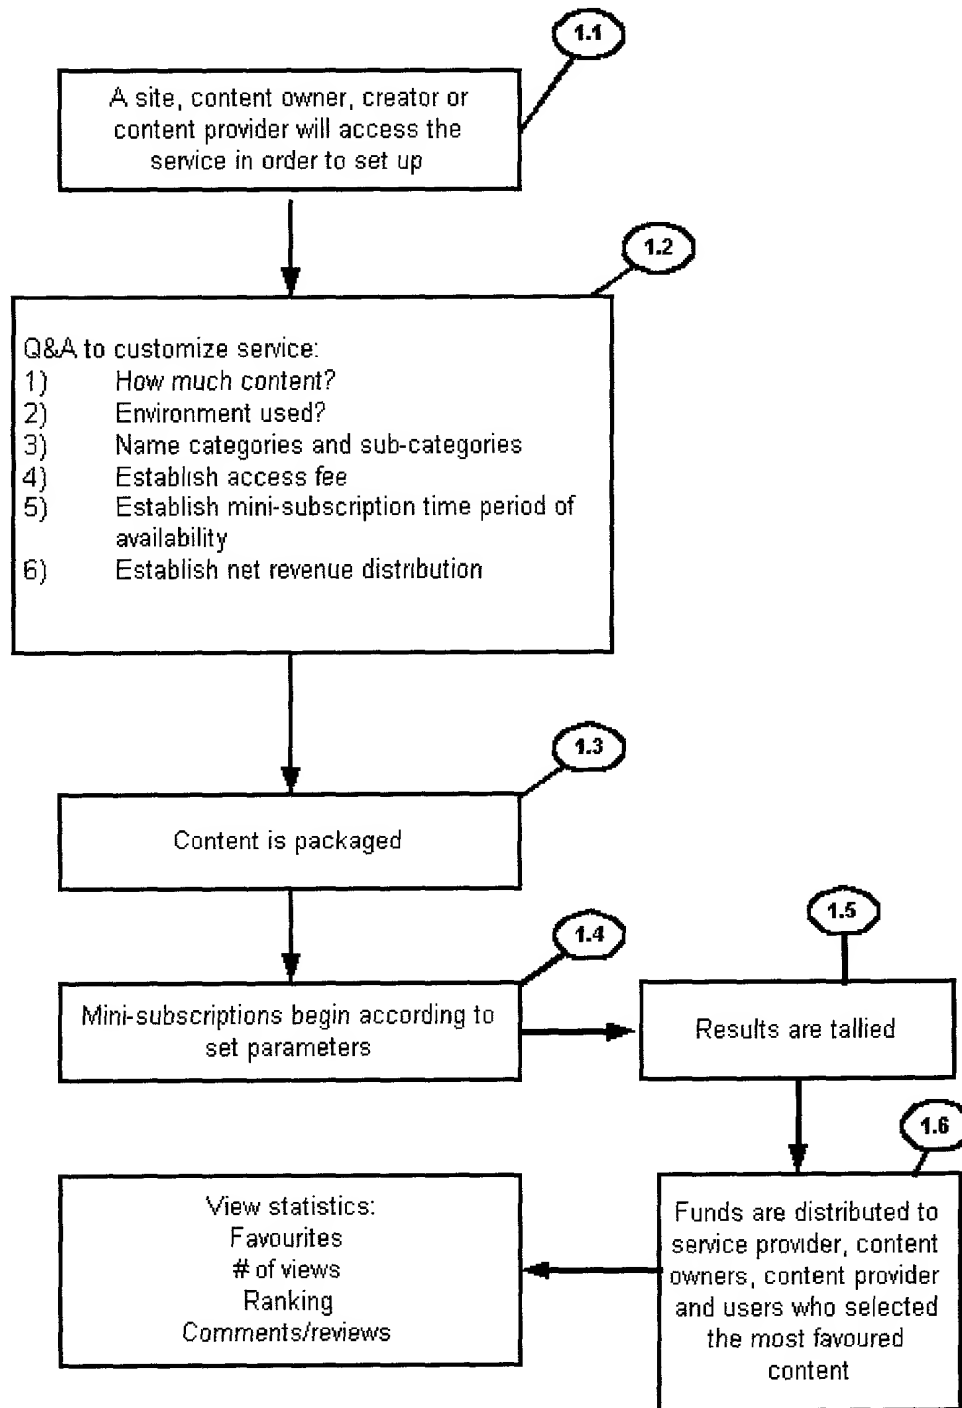 1.1
A site, content owner, creator or
content provider will access the
service in order to set up
1.2
Q&A to customize service:
1) How much content?
2) Environment used?
3) Name categories and sub-categories
4) Establish access fee
5) Establish mini-subscription time period of
availability
6) Establish net revenue distribution
1.3
Content is packaged
1.4
Mini-subscriptions begin according to
set parameters
1.5
Results are tallied
1.6
Funds are distributed to
service provider, content
owners, content provider
and users who selected
the most favoured
content
View statistics:
Favourites
# of views
Ranking
Comments/reviews